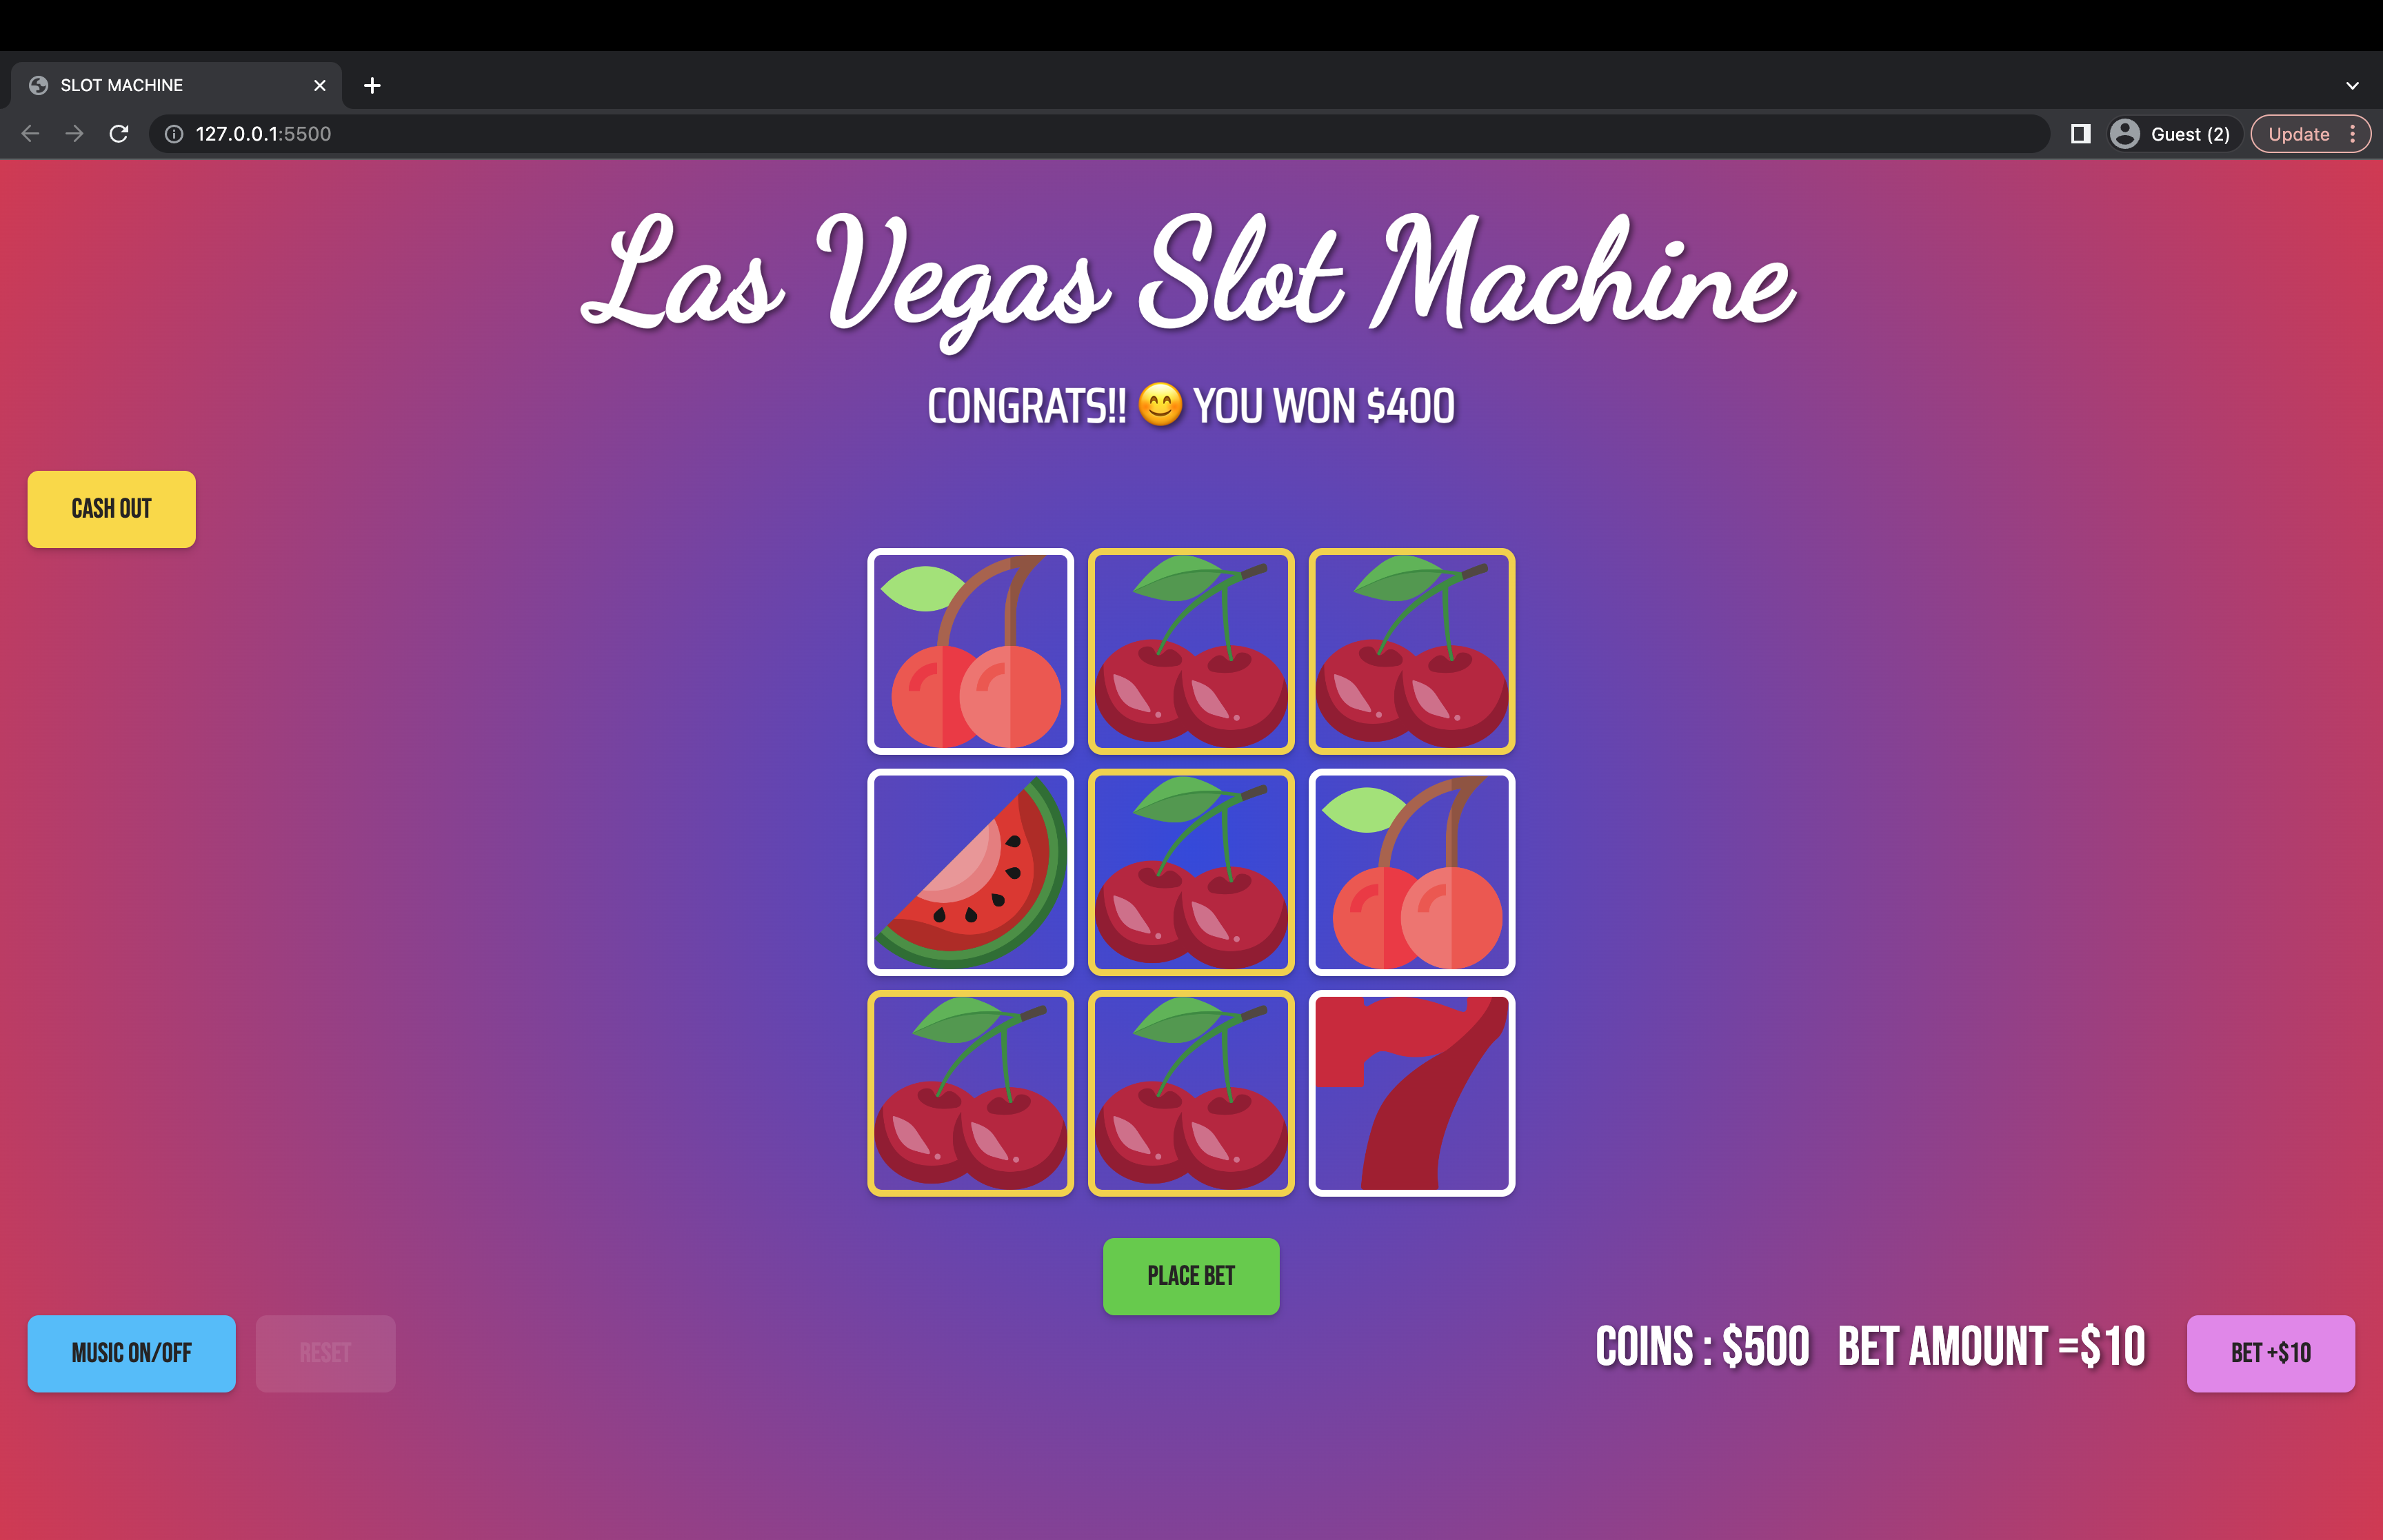 SLOT MACHINE
127.0.0.1:5500
Guest (2)
Update
Las Vegas Slot Machine
CONGRATS!! 😊 YOU WON $400
CASH OUT
7
PLACE BET
MUSIC ON/OFF
RESET
COINS : $500 BET AMOUNT =$10
BET +$10